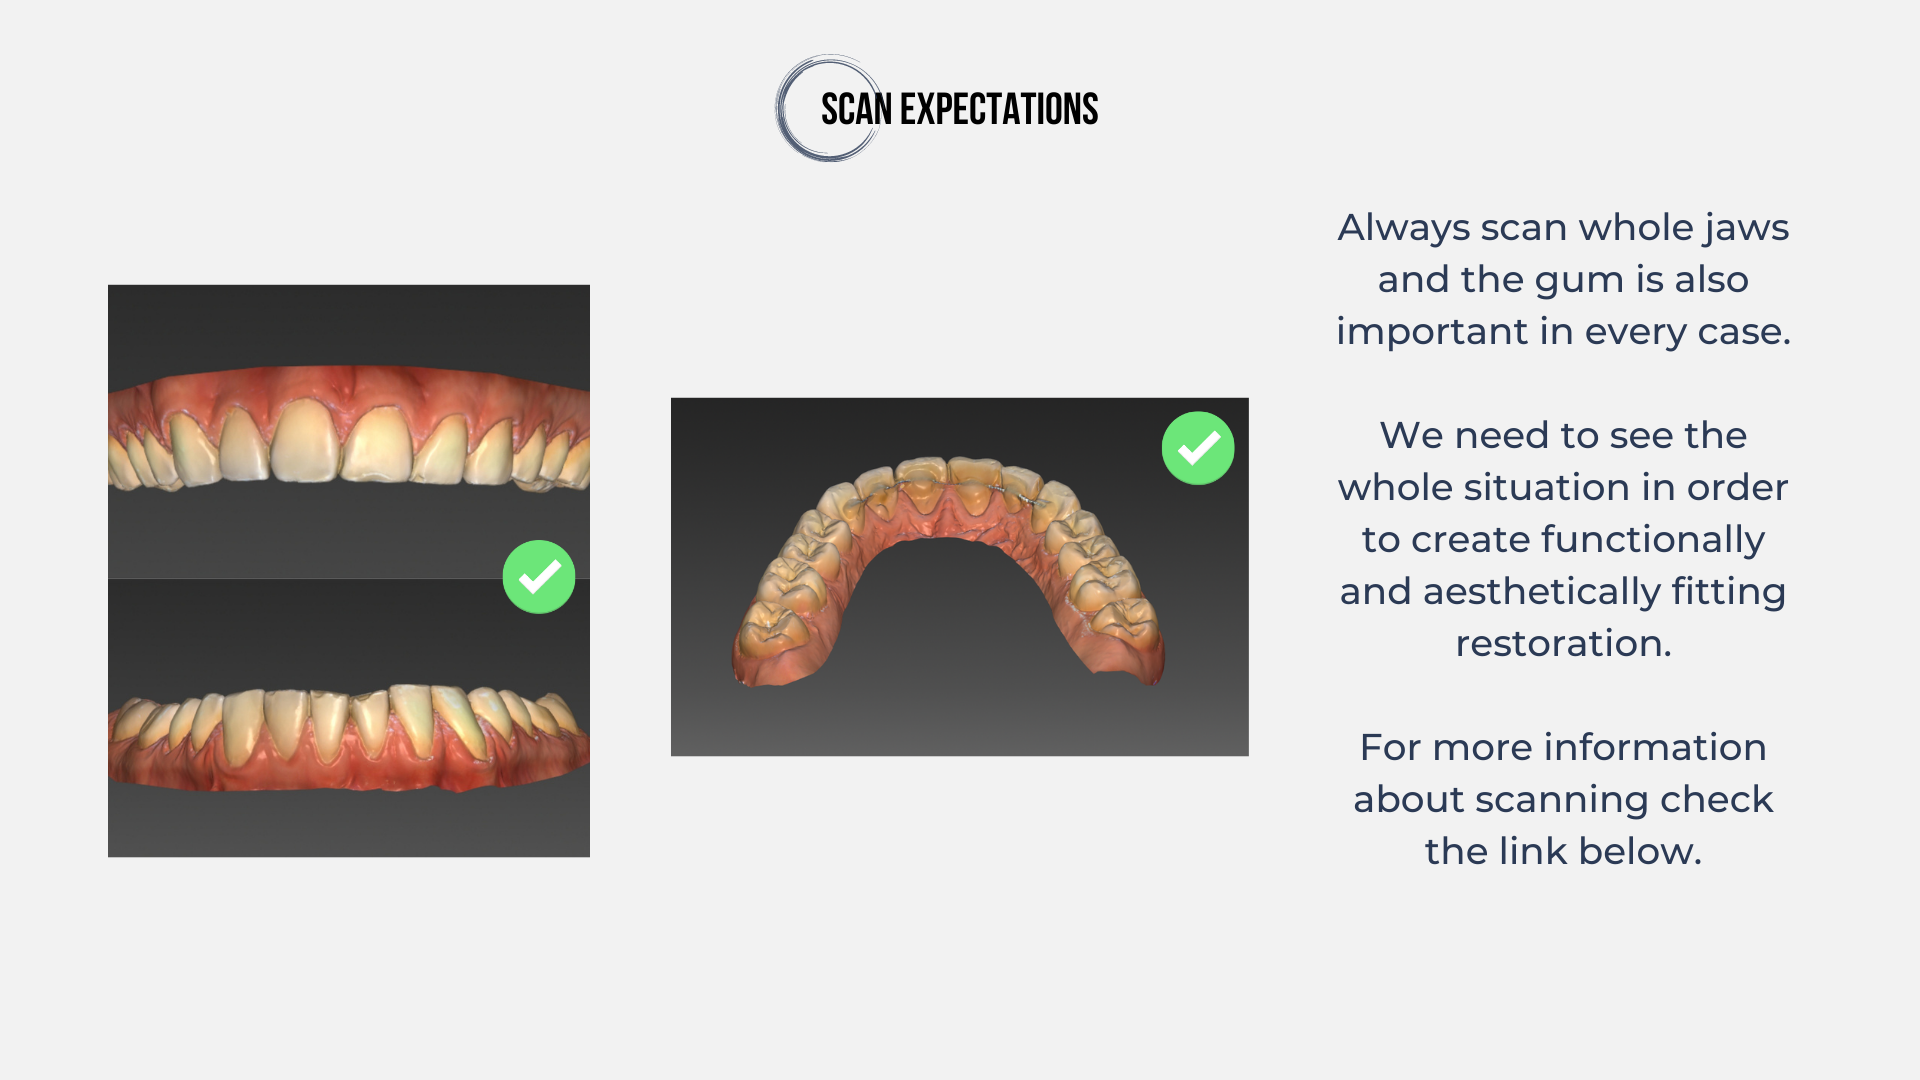 SCAN EXPECTATIONS
Always scan whole jaws
and the gum is also
important in every case.
We need to see the
whole situation in order
to create functionally
and aesthetically fitting
restoration.
For more information
about scanning check
the link below.